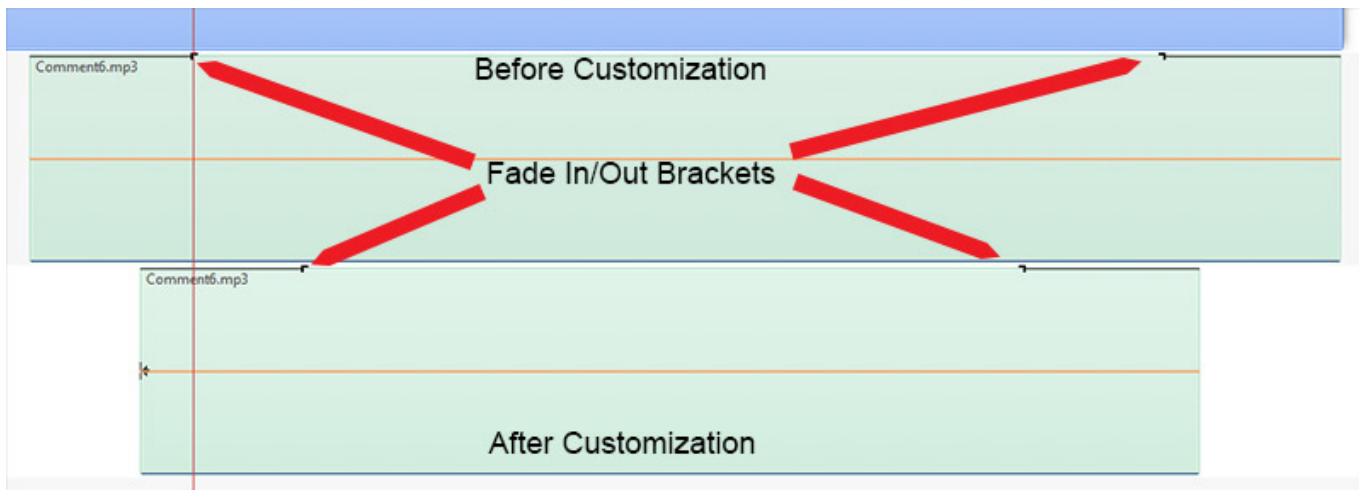 Comment6.mp3
Before Customization
Fade In/Out Brackets
Comment6.mp3
After Customization